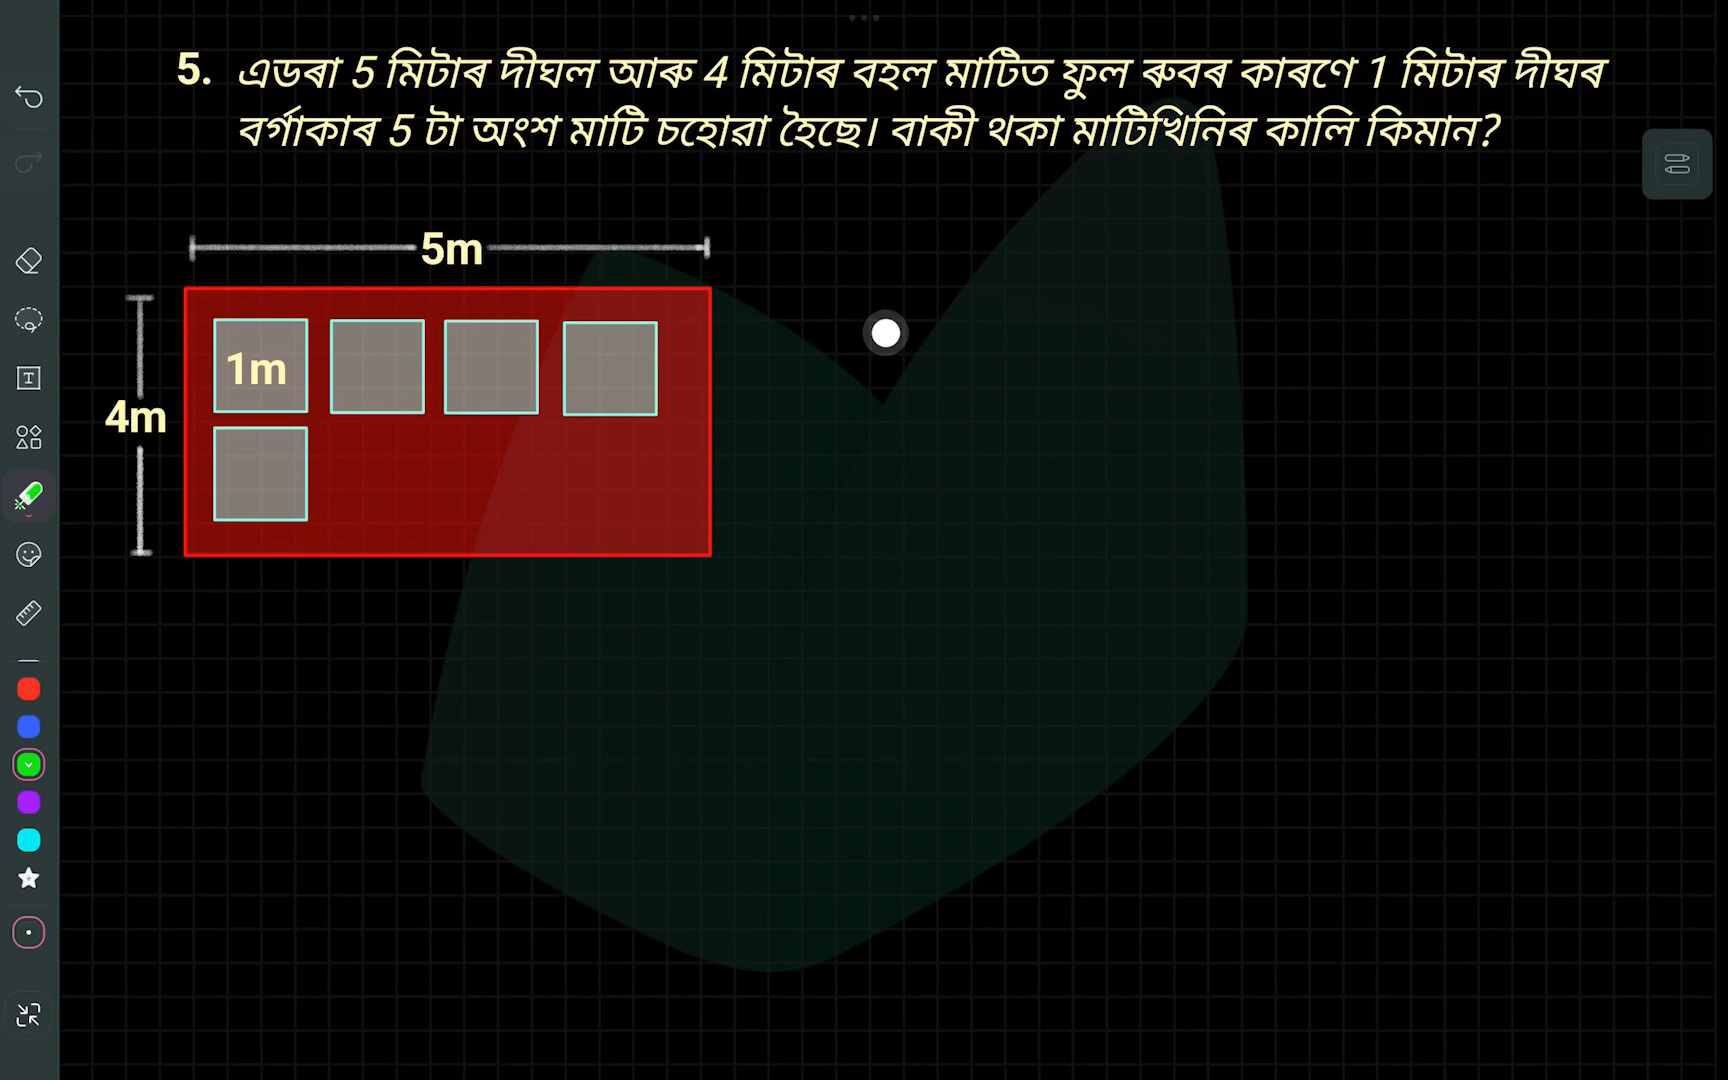 5. এডৰা 5 মিটাৰ দীঘল আৰু 4 মিটাৰ বহল মাটিত ফুল ৰুবৰ কাৰণে 1 মিটাৰ দীঘৰ
বৰ্গাকাৰ 5 টা অংশ মাটি চহোৱা হৈছে। বাকী থকা মাটিখিনিৰ কালি কিমান?
5m
1m
4m